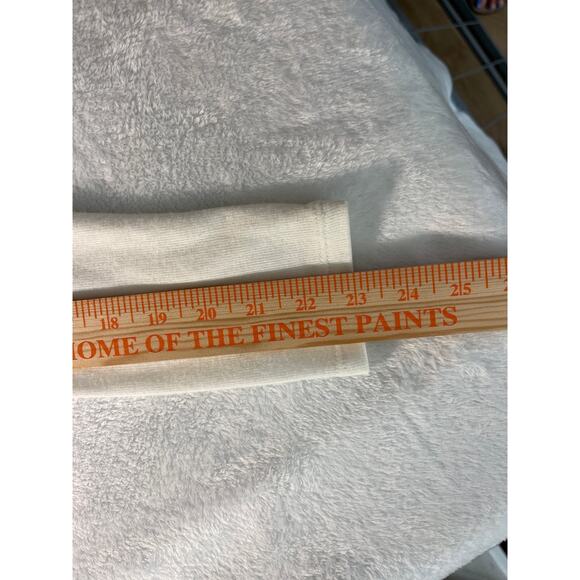 18 19 20 21 22 23 24 25
HOME OF THE FINEST PAINTS